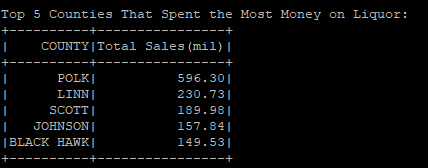 Top 5 Counties That Spent the Most Money on Liquor:
+----------+----------------+
|    COUNTY|Total Sales(mil)|
+----------+----------------+
|      POLK|          596.30|
|      LINN|          230.73|
|     SCOTT|          189.98|
|   JOHNSON|          157.84|
|BLACK HAWK|          149.53|
+----------+----------------+